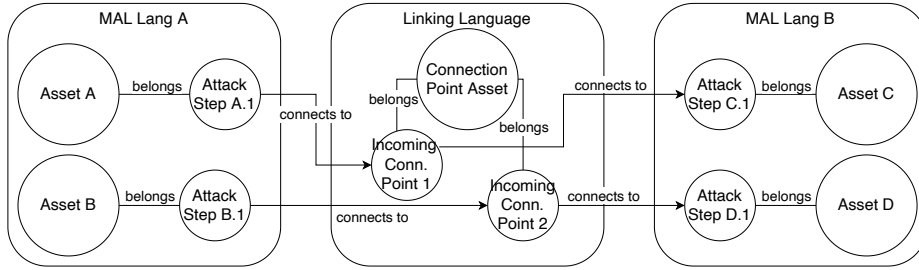 MAL Lang A
Linking Language
MAL Lang B
Asset A
belongs
Attack
Step A.1
connects to
Connection
Point Asset
belongs
belongs
Incoming
Conn.
Point 1
connects to
Attack
Step C.1
belongs
Asset C
Asset B
belongs
Attack
Step B.1
connects to
Incoming
Conn.
Point 2
connects to
Attack
Step D.1
belongs
Asset D